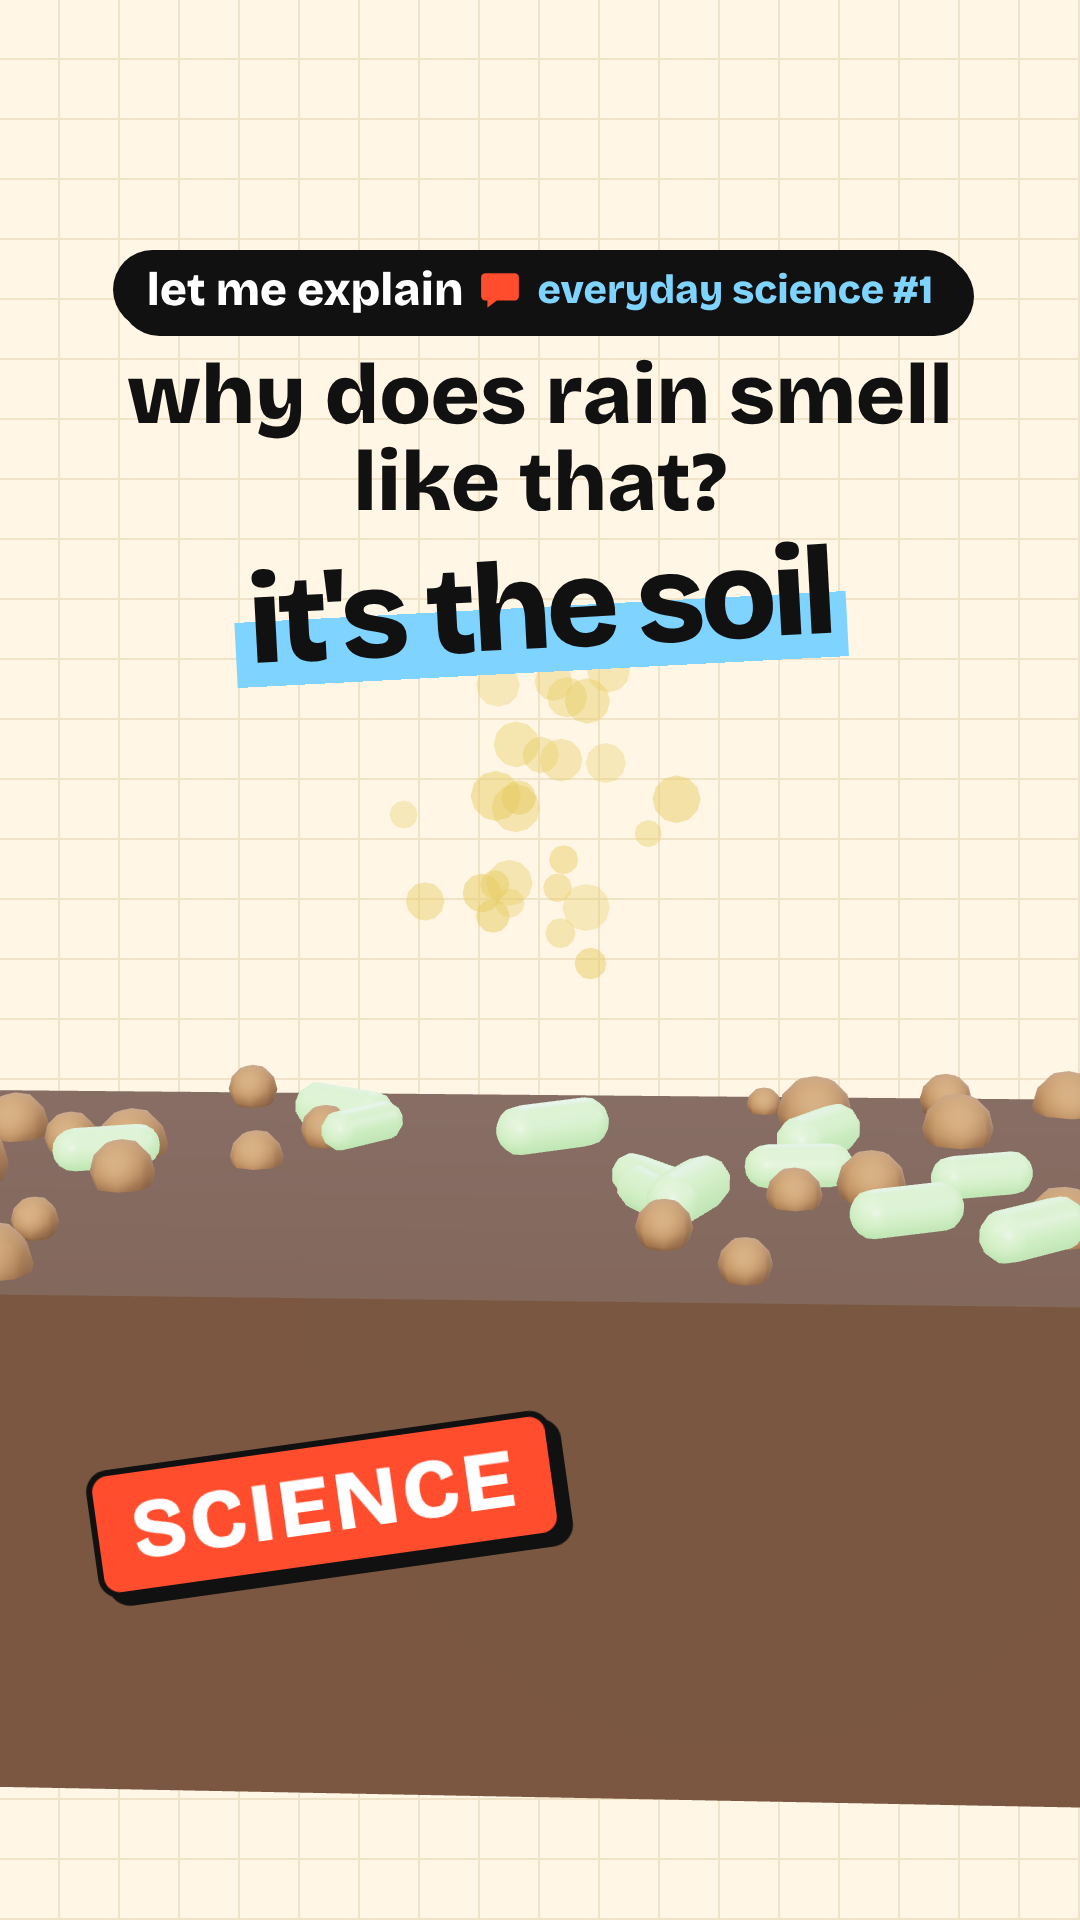 let me explain everyday science #1
why does rain smell
like that?
it's the soil
SCIENCE